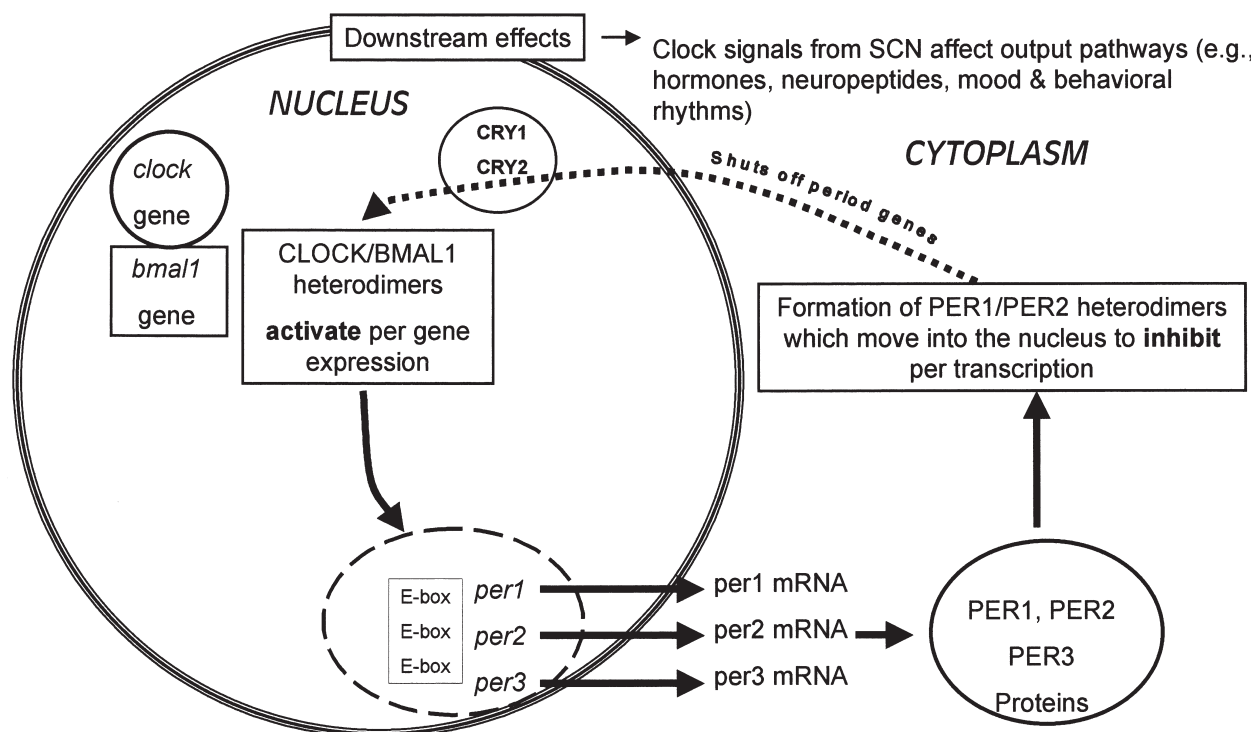 Downstream effects
Clock signals from SCN affect output pathways (e.g.,
hormones, neuropeptides, mood & behavioral
rhythms)
NUCLEUS
CYTOPLASM
CRY1
CRY2
Shuts off period genes
clock
gene
bmal1
gene
CLOCK/BMAL1
heterodimers
activate per gene
expression
Formation of PER1/PER2 heterodimers
which move into the nucleus to inhibit
per transcription
E-box
E-box
E-box
per1
per2
per3
per1 mRNA
per2 mRNA
per3 mRNA
PER1, PER2
PER3
Proteins